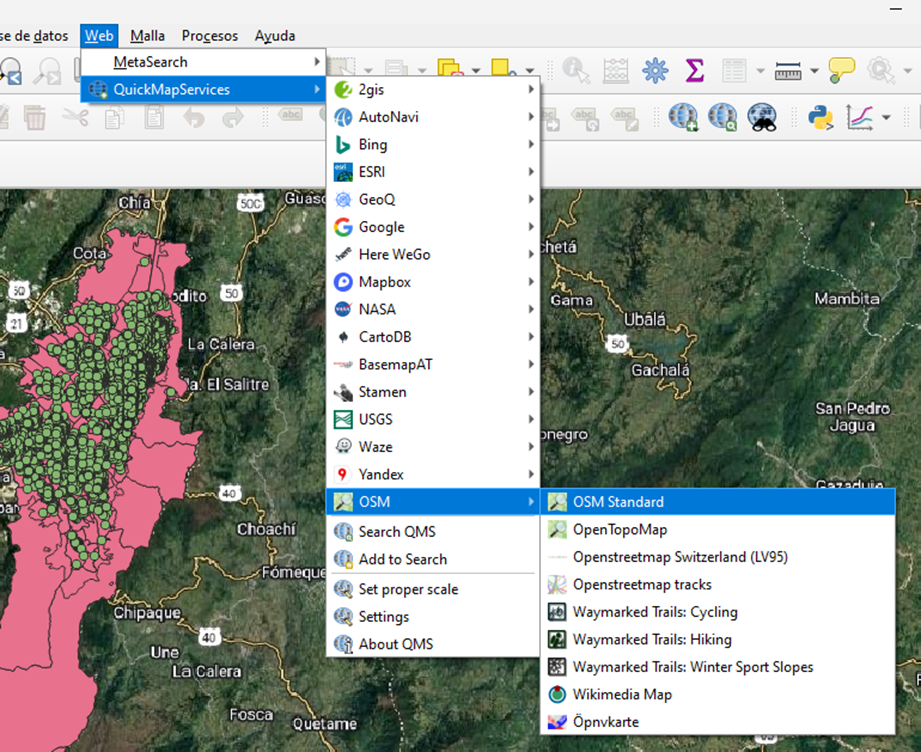 se de datos Web Malla Procesos Ayuda
MetaSearch
QuickMapServices
2gis
AutoNavi
Bing
ESRI
GeoQ
Google
Here WeGo
Mapbox
NASA
CartoDB
BasemapAT
Stamen
USGS
Waze
Yandex
OSM
Search QMS
Add to Search
Set proper scale
Settings
About QMS
OSM Standard
OpenTopoMap
Openstreetmap Switzerland (LV95)
Openstreetmap tracks
Waymarked Trails: Cycling
Waymarked Trails: Hiking
Waymarked Trails: Winter Sport Slopes
Wikimedia Map
Öpnvkarte
abc
Chía
50C
Guasc
Cota
50
odito
50
21
La Calera
a. El Salitre
40
Choachí
Fómeque
Chipaque
40
Une
La Calera
Fosca
Quetame
chetá
Gama
Ubalá
50
Gachalá
Mambita
San Pedro
Jagua
onegro